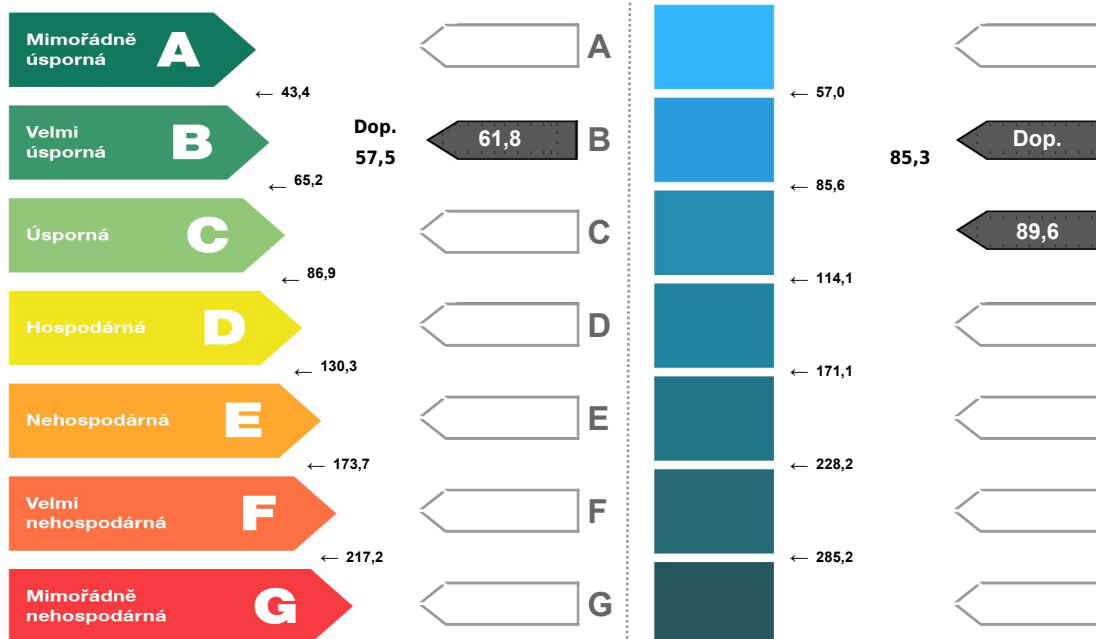 Mimořádně
úsporná
A
A
← 43,4
← 57,0
Velmi
úsporná
B
Dop.
57,5
61,8
B
85,3
Dop.
← 65,2
← 85,6
Úsporná
C
C
89,6
← 86,9
← 114,1
Hospodárná
D
D
← 130,3
← 171,1
Nehospodárná
E
E
← 173,7
← 228,2
Velmi
nehospodárná
F
F
← 217,2
← 285,2
Mimořádně
nehospodárná
G
G